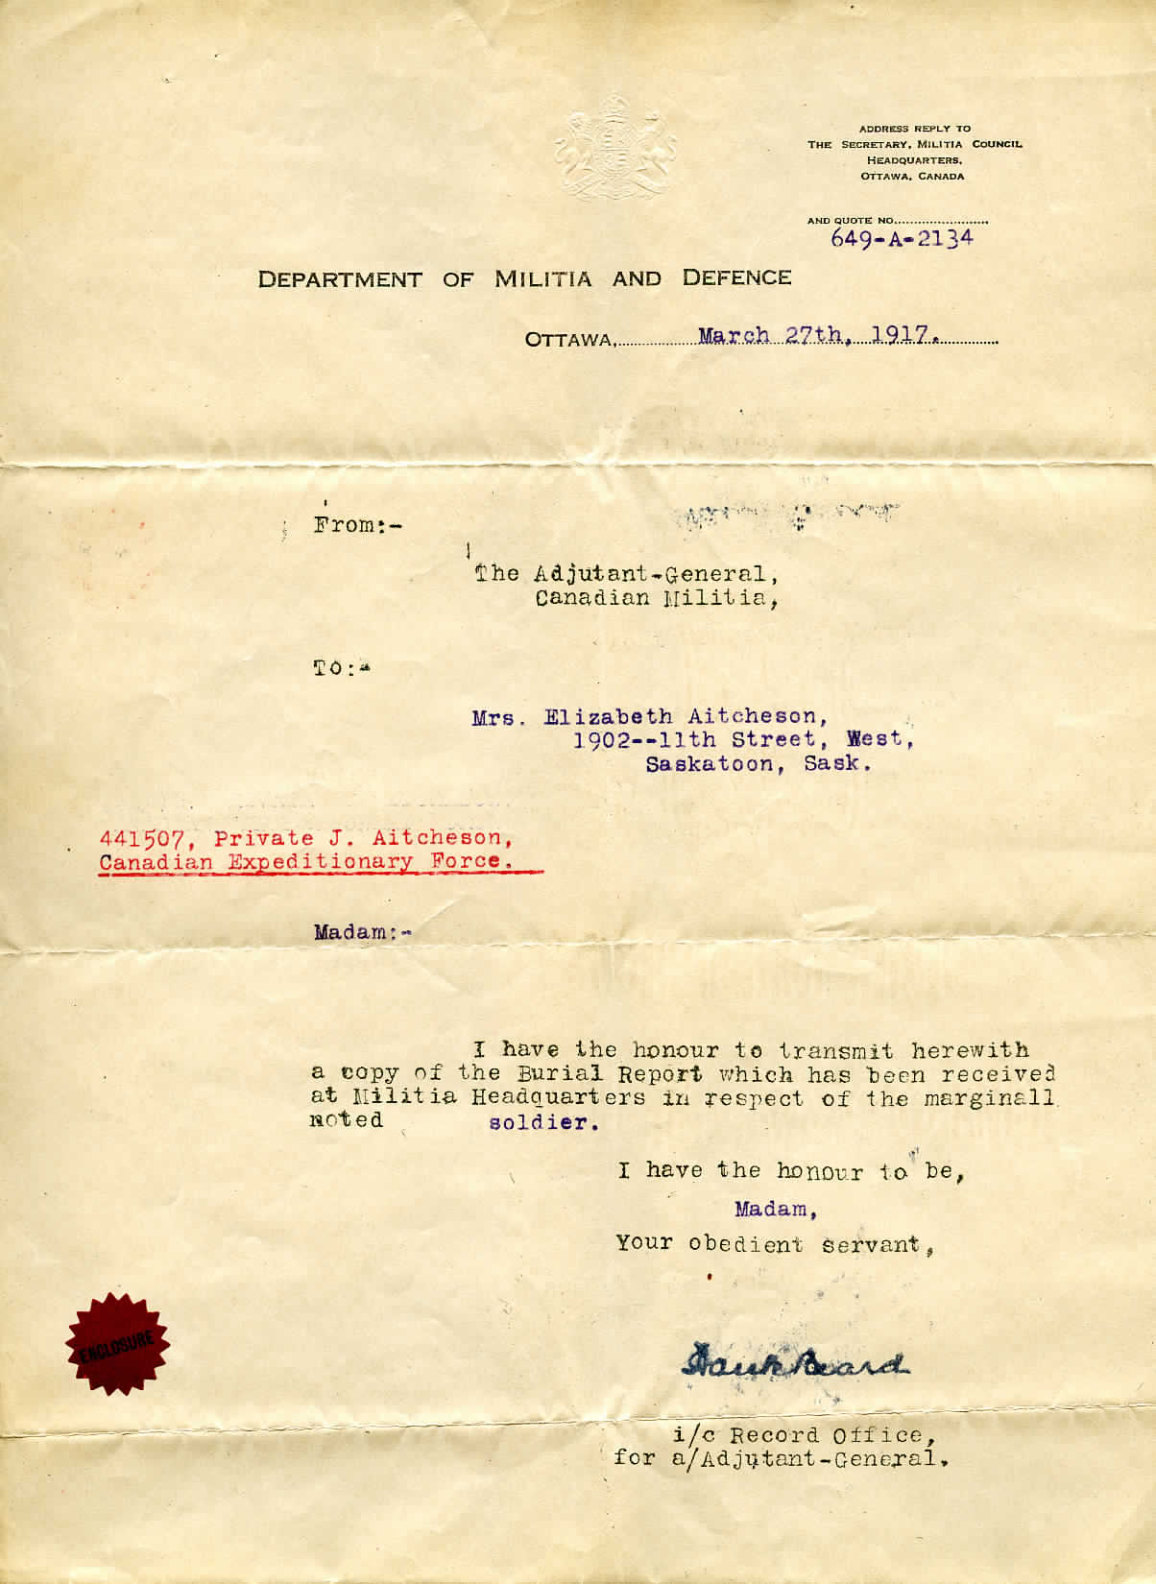 ADDRESS REPLY TO
THE SECRETARY, MILITIA COUNCIL
HEADQUARTERS,
OTTAWA, CANADA
AND QUOTE NO.........................
649-A-2134
DEPARTMENT OF MILITIA AND DEFENCE
OTTAWA,.............March 27th, 1917.............
From:-
The Adjutant-General,
Canadian Militia,
TO:-
Mrs. Elizabeth Aitcheson,
1902--11th Street, West,
Saskatoon, Sask.
441507, Private J. Aitcheson,
Canadian Expeditionary Force.
Madam:-
I have the honour to transmit herewith
a copy of the Burial Report which has been received
at Militia Headquarters in respect of the marginall
noted soldier.
I have the honour to be,
Madam,
Your obedient servant,
ENCLOSURE
i/c Record Office,
for a/Adjutant-General.